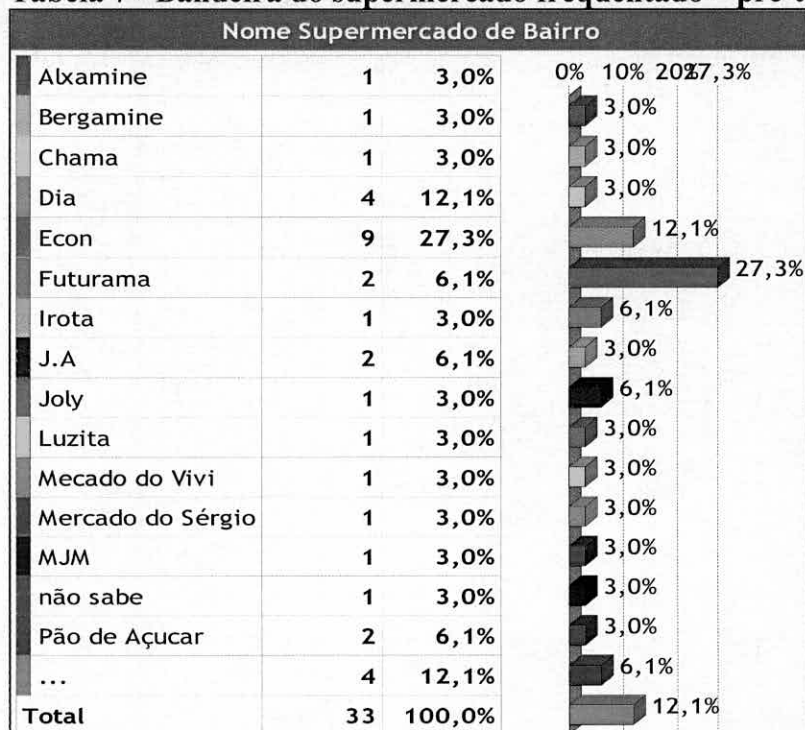 Nome Supermercado de Bairro
Alxamine 1 3,0%
Bergamine 1 3,0%
Chama 1 3,0%
Dia 4 12,1%
Econ 9 27,3%
Futurama 2 6,1%
Irota 1 3,0%
J.A 2 6,1%
Joly 1 3,0%
Luzita 1 3,0%
Mecado do Vivi 1 3,0%
Mercado do Sérgio 1 3,0%
MJM 1 3,0%
não sabe 1 3,0%
Pão de Açucar 2 6,1%
... 4 12,1%
Total 33 100,0%
0% 10% 20% 27,3%
3,0%
3,0%
3,0%
12,1%
27,3%
6,1%
3,0%
6,1%
3,0%
3,0%
3,0%
3,0%
3,0%
3,0%
6,1%
12,1%